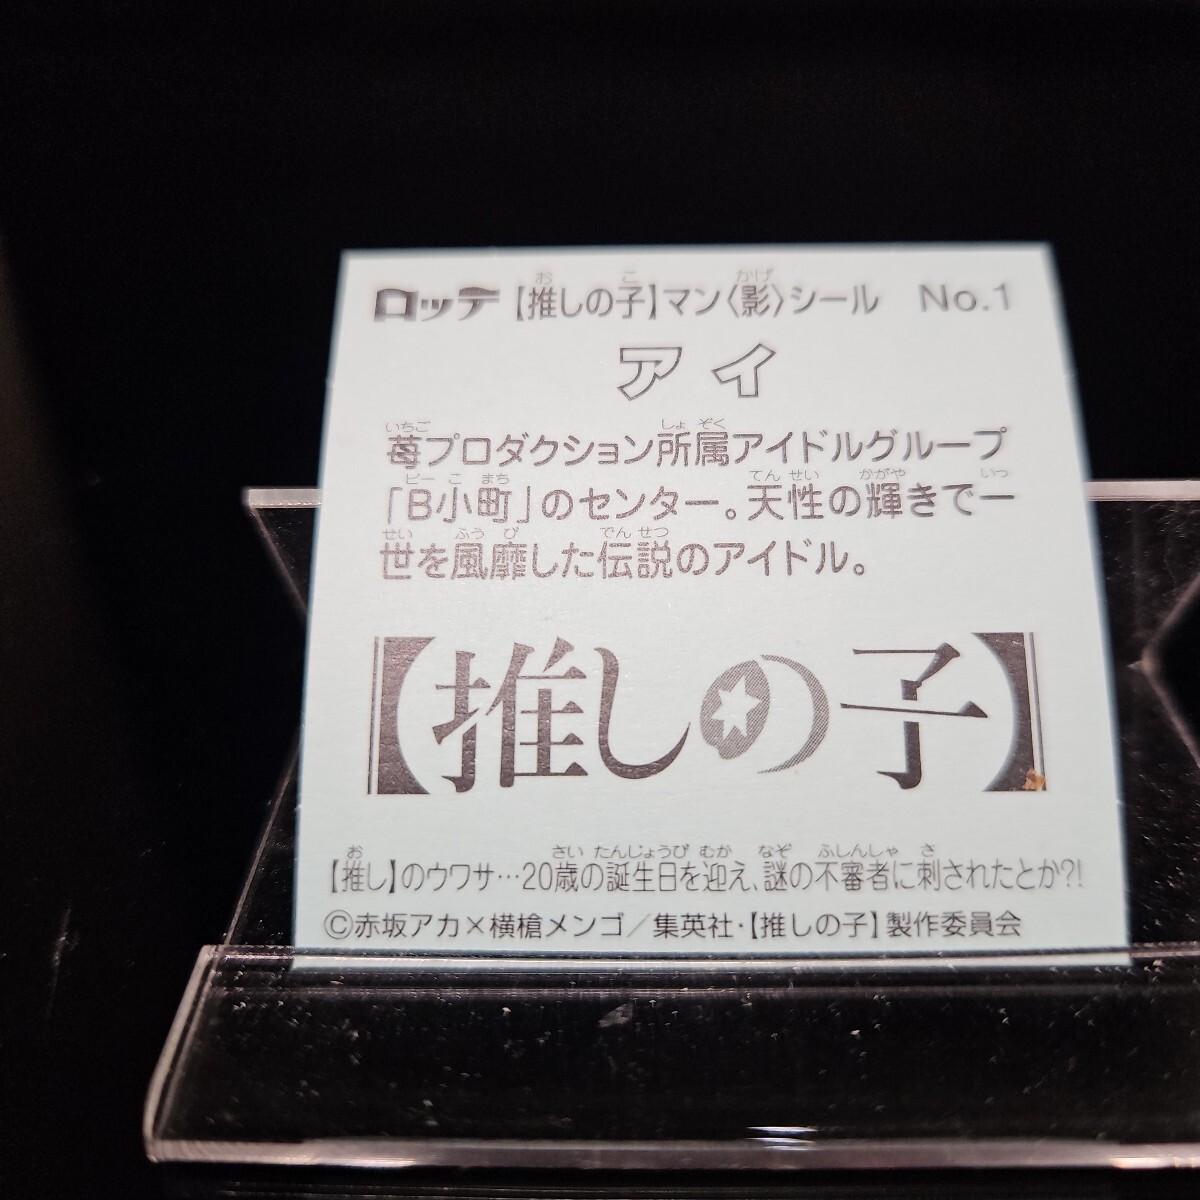 ロッテ 【推しの子】マン〈影〉シール No.1
アイ
苺プロダクション所属アイドルグループ
「B小町」のセンター。天性の輝きで一
世を風靡した伝説のアイドル。
【推しの子】
【推し】のウワサ…20歳の誕生日を迎え、謎の不審者に刺されたとか?!
©赤坂アカ×横槍メンゴ/集英社・【推しの子】製作委員会